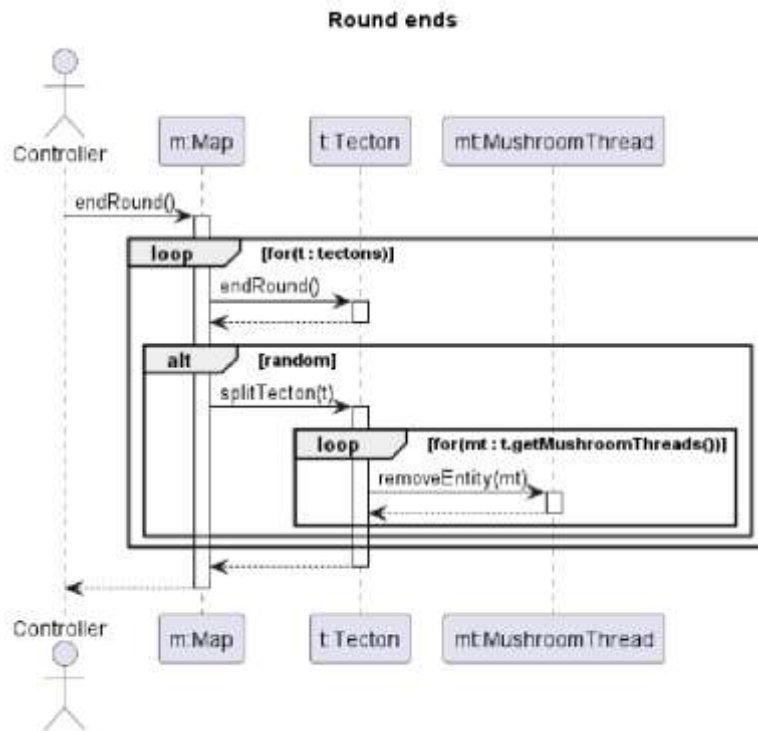 Round ends
Controller
m:Map
t:Tecton
mt:MushroomThread
endRound()
loop [for(t : tectons)]
endRound()
alt [random]
splitTecton(t)
loop [for(mt : t.getMushroomThreads())]
removeEntity(mt)
Controller
m:Map
t:Tecton
mt:MushroomThread